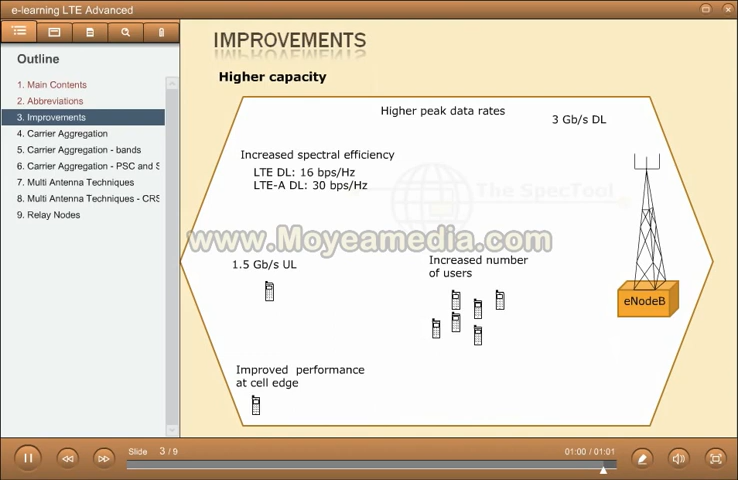 e-learning LTE Advanced
Outline
1. Main Contents
2. Abbreviations
3. Improvements
4. Carrier Aggregation
5. Carrier Aggregation - bands
6. Carrier Aggregation - PSC and S
7. Multi Antenna Techniques
8. Multi Antenna Techniques - CRS
9. Relay Nodes
IMPROVEMENTS
Higher capacity
Higher peak data rates
3 Gb/s DL
Increased spectral efficiency
LTE DL: 16 bps/Hz
LTE-A DL: 30 bps/Hz
The SpecTool
www.Moyeamedia.com
1.5 Gb/s UL
Increased number
of users
eNodeB
Improved performance
at cell edge
Slide 3 / 9
01:00 / 01:01